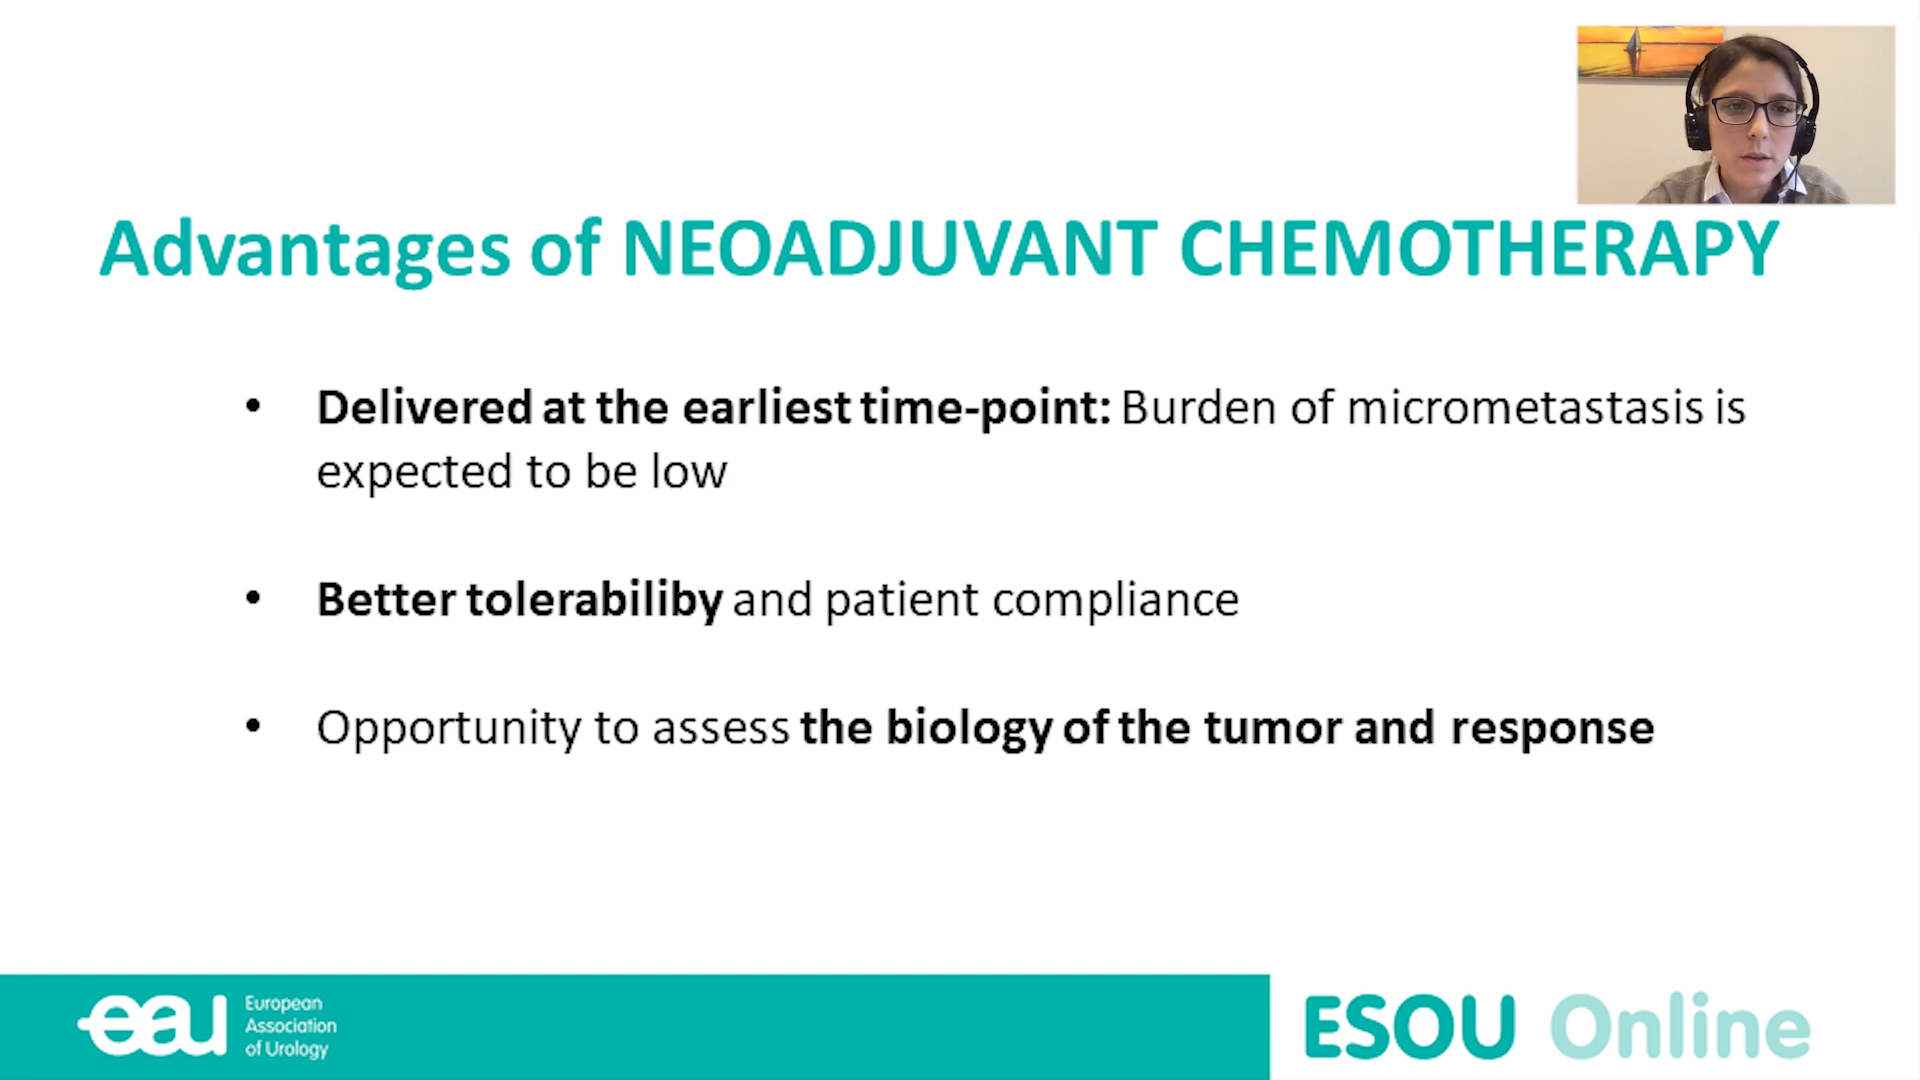 Advantages of NEOADJUVANT CHEMOTHERAPY
• Delivered at the earliest time-point: Burden of micrometastasis is
expected to be low
• Better tolerabiliby and patient compliance
• Opportunity to assess the biology of the tumor and response
eau
European
Association
of Urology
ESOU Online